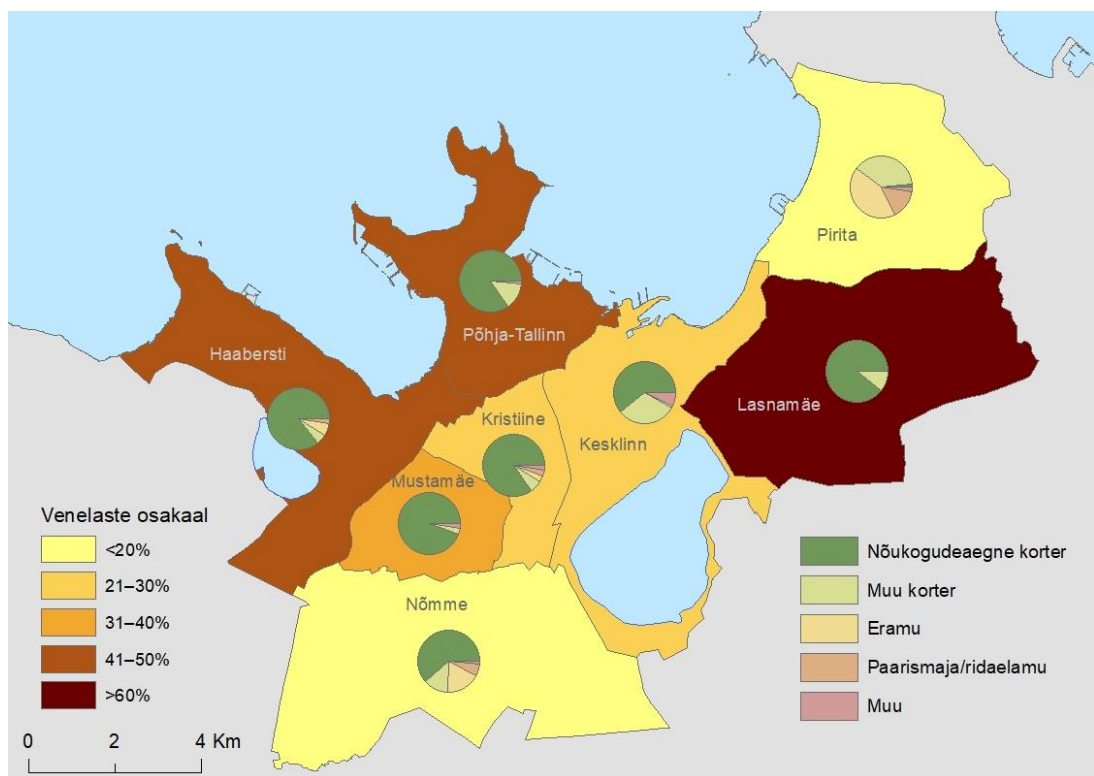 Pirita
Põhja-Tallinn
Haabersti
Lasnamäe
Kristiine
Kesklinn
Mustamäe
Nõmme
Venelaste osakaal
<20%
21–30%
31–40%
41–50%
>60%
0 2 4 Km
Nõukogudeaegne korter
Muu korter
Eramu
Paarismaja/ridaelamu
Muu